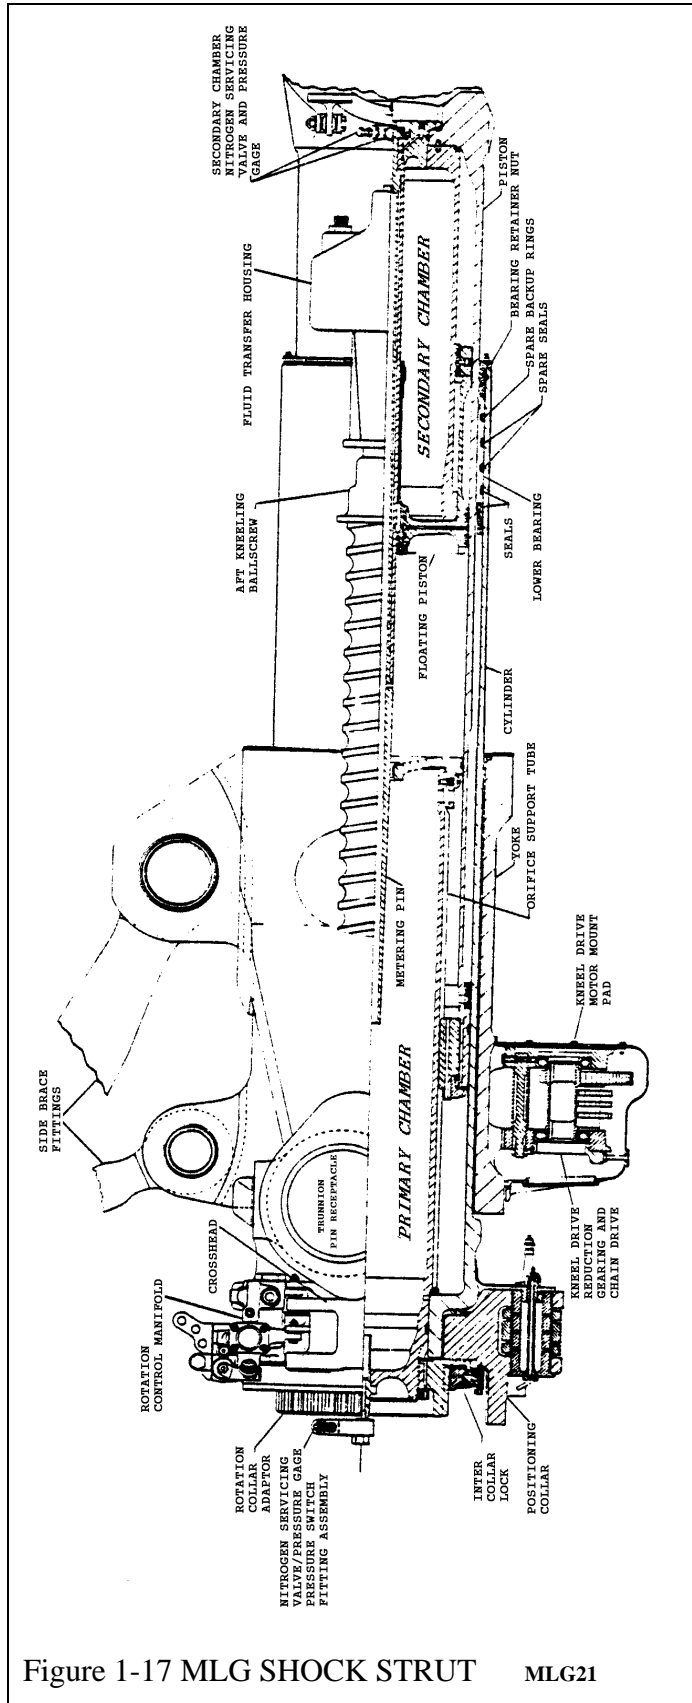 SECONDARY CHAMBER
NITROGEN SERVICING
VALVE AND PRESSURE
GAGE
FLUID TRANSFER HOUSING
AFT KNEELING
BALLSCREW
SECONDARY CHAMBER
PISTON
BEARING RETAINER NUT
SPARE BACKUP RINGS
SPARE SEALS
SEALS
LOWER BEARING
FLOATING PISTON
CYLINDER
ORIFICE SUPPORT TUBE
YOKE
METERING PIN
KNEEL DRIVE
MOTOR MOUNT
PAD
SIDE BRACE
FITTINGS
PRIMARY CHAMBER
TRUNNION
PIN RECEPTACLE
CROSSHEAD
KNEEL DRIVE
REDUCTION
GEARING AND
CHAIN DRIVE
ROTATION
CONTROL MANIFOLD
ROTATION
COLLAR
ADAPTOR
NITROGEN SERVICING
VALVE/PRESSURE GAGE
PRESSURE SWITCH
FITTING ASSEMBLY
INTER
COLLAR
LOCK
POSITIONING
COLLAR
Figure 1-17 MLG SHOCK STRUT MLG21